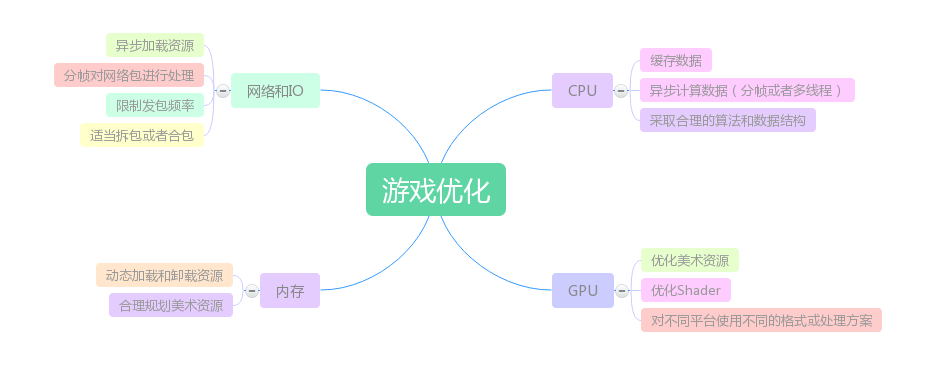 游戏优化
网络和IO
异步加载资源
分帧对网络包进行处理
限制发包频率
适当拆包或者合包
内存
动态加载和卸载资源
合理规划美术资源
CPU
缓存数据
异步计算数据（分帧或者多线程）
采取合理的算法和数据结构
GPU
优化美术资源
优化Shader
对不同平台使用不同的格式或处理方案